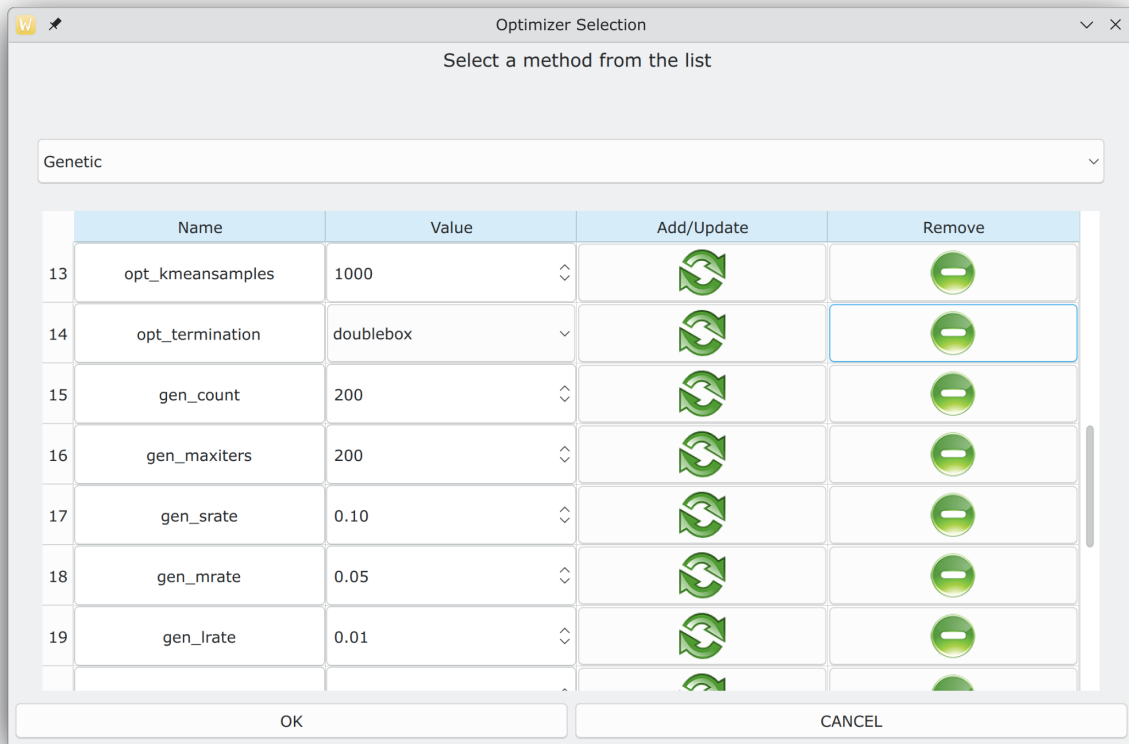 W
Optimizer Selection
Select a method from the list
Genetic
Name Value Add/Update Remove
13 opt_kmeansamples 1000
14 opt_termination doublebox
15 gen_count 200
16 gen_maxiters 200
17 gen_srate 0.10
18 gen_mrate 0.05
19 gen_lrate 0.01
OK CANCEL